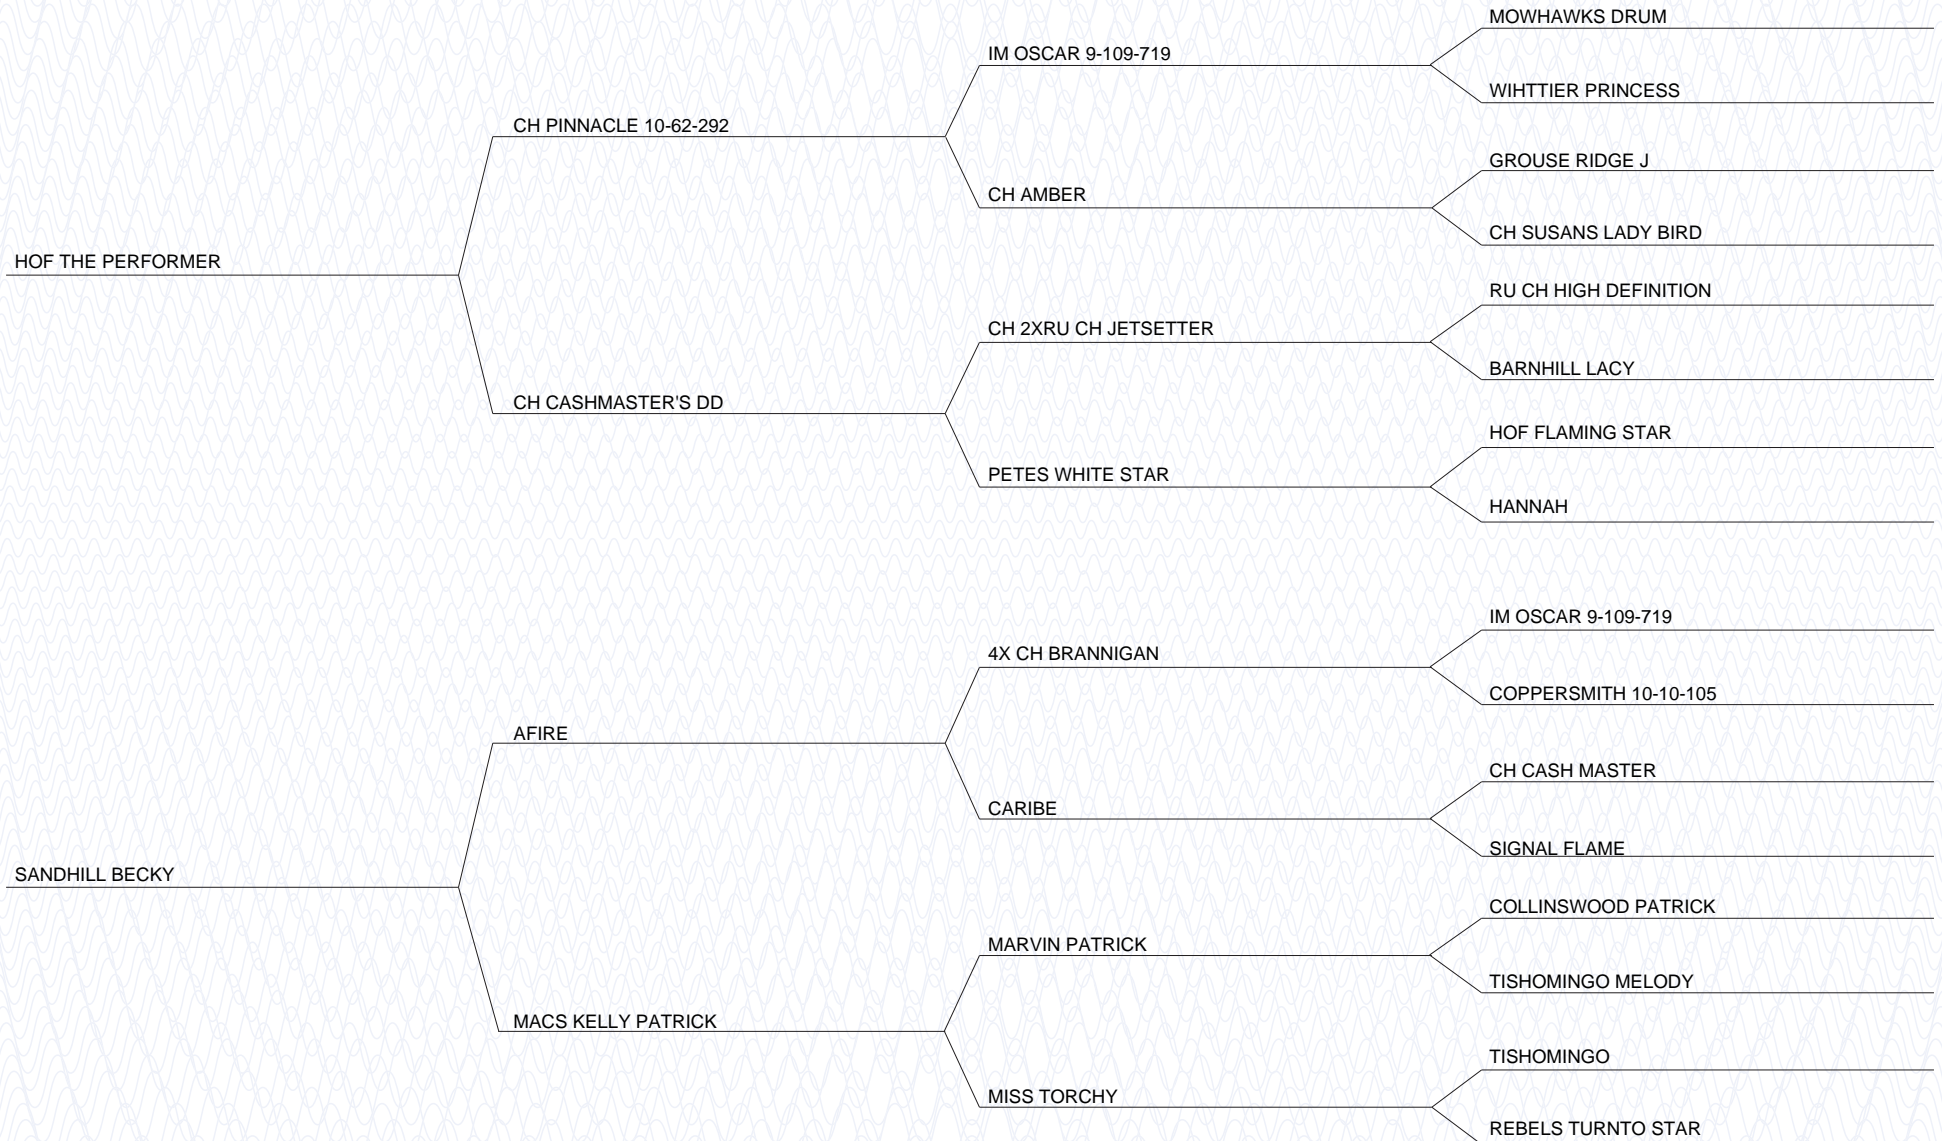 MOWHAWKS DRUM
IM OSCAR 9-109-719
WIHTTIER PRINCESS
CH PINNACLE 10-62-292
GROUSE RIDGE J
CH AMBER
CH SUSANS LADY BIRD
HOF THE PERFORMER
RU CH HIGH DEFINITION
CH 2XRU CH JETSETTER
BARNHILL LACY
CH CASHMASTER'S DD
HOF FLAMING STAR
PETES WHITE STAR
HANNAH
IM OSCAR 9-109-719
4X CH BRANNIGAN
COPPERSMITH 10-10-105
AFIRE
CH CASH MASTER
CARIBE
SIGNAL FLAME
SANDHILL BECKY
COLLINSWOOD PATRICK
MARVIN PATRICK
TISHOMINGO MELODY
MACS KELLY PATRICK
TISHOMINGO
MISS TORCHY
REBELS TURNTO STAR